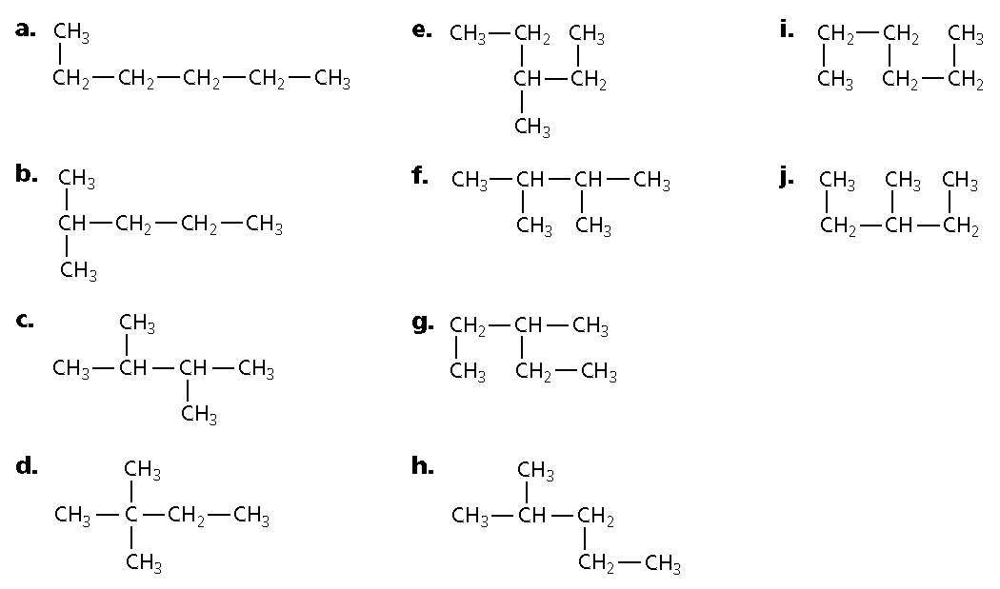 a. CH₃
CH₂—CH₂—CH₂—CH₂—CH₃
b. CH₃
CH—CH₂—CH₂—CH₃
CH₃
c. CH₃
CH₃—CH—CH—CH₃
CH₃
d. CH₃
CH₃—C—CH₂—CH₃
CH₃
e. CH₃—CH₂ CH₃
CH—CH₂
CH₃
f. CH₃—CH—CH—CH₃
CH₃ CH₃
g. CH₂—CH—CH₃
CH₃ CH₂—CH₃
h. CH₃
CH₃—CH—CH₂
CH₂—CH₃
i. CH₂—CH₂ CH₃
CH₃ CH₂—CH₂
j. CH₃ CH₃ CH₃
CH₂—CH—CH₂